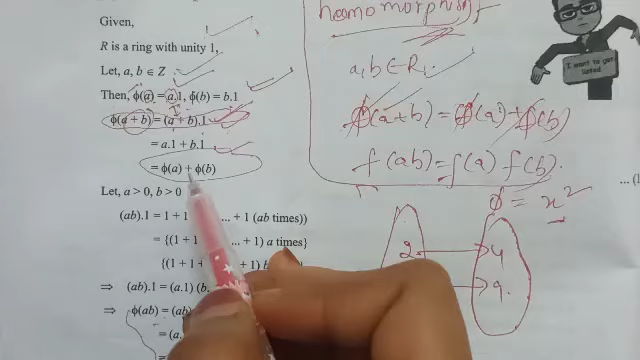 Given,
R is a ring with unity 1,
Let, a, b ∈ Z
Then, ϕ(a) = a.1, ϕ(b) = b.1
ϕ(a + b) = (a + b).1
= a.1 + b.1
= ϕ(a) + ϕ(b)
Let, a > 0, b > 0
(ab).1 = 1 + 1 ... + 1 (ab times))
= {(1 + 1 ... + 1) a times}
{(1 + 1 ... + 1) b
⇒ (ab).1 = (a.1) (b.
⇒ ϕ(ab) = (ab)
= (a.
=
homomorphism
a, b ∈ R,
ϕ(a+b) = ϕ(a) + ϕ(b)
f(ab) = f(a) f(b).
ϕ = x²
2. 4
9.
I want to get
... (1